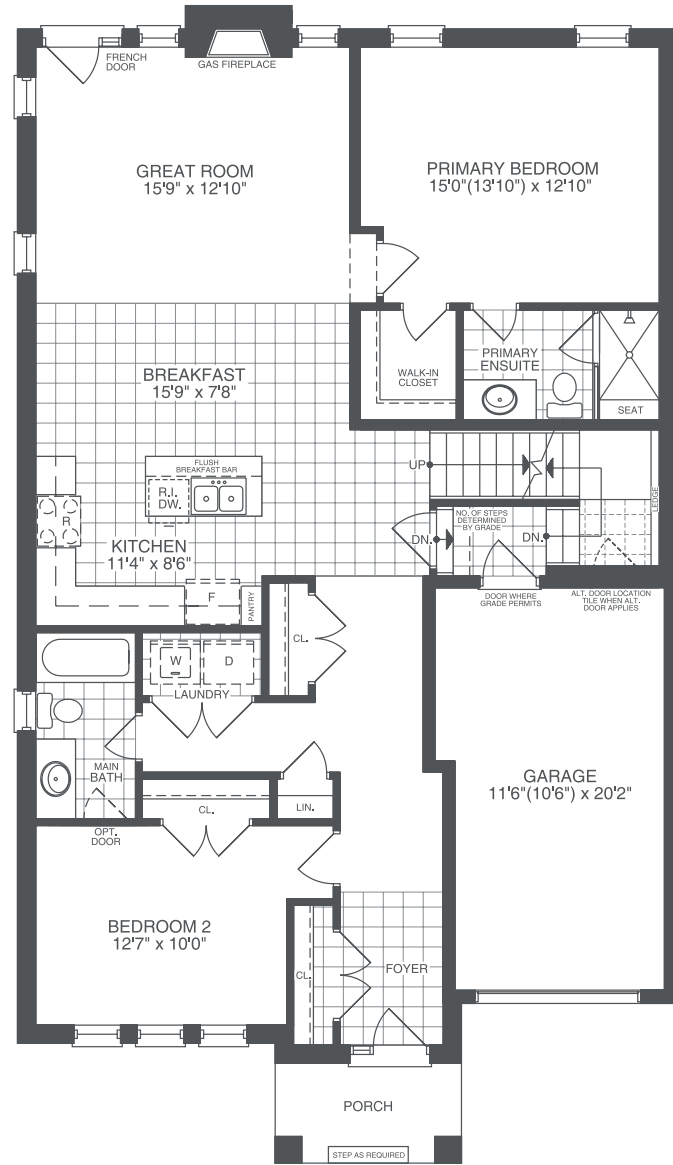 FRENCH
DOOR
GAS FIREPLACE
GREAT ROOM
15'9" x 12'10"
PRIMARY BEDROOM
15'0"(13'10") x 12'10"
WALK-IN
CLOSET
PRIMARY
ENSUITE
SEAT
BREAKFAST
15'9" x 7'8"
FLUSH
BREAKFAST BAR
R.I.
DW.
UP
LEDGE
R
KITCHEN
11'4" x 8'6"
NO. OF STEPS
DETERMINED
BY GRADE
DN.
DN.
F
PANTRY
DOOR WHERE
GRADE PERMITS
ALT. DOOR LOCATION
TILE WHEN ALT.
DOOR APPLIES
CL.
W
D
LAUNDRY
MAIN
BATH
GARAGE
11'6"(10'6") x 20'2"
CL.
LIN.
OPT.
DOOR
BEDROOM 2
12'7" x 10'0"
CL.
FOYER
PORCH
STEP AS REQUIRED